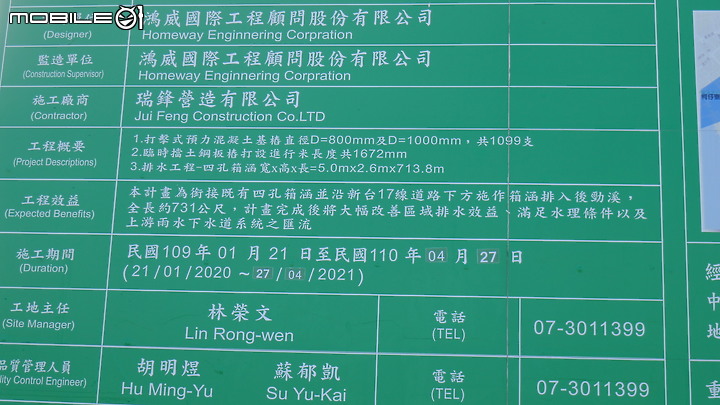 MOBILE01
(Designer)
鴻威國際工程顧問股份有限公司
Homeway Enginnering Corpration
監造單位
(Construction Supervisor)
鴻威國際工程顧問股份有限公司
Homeway Enginnering Corpration
施工廠商
(Contractor)
瑞鋒營造有限公司
Jui Feng Construction Co.LTD
工程概要
(Project Descriptions)
1.打擊式預力混凝土基樁直徑D=800mm及D=1000mm，共1099支
2.臨時擋土鋼板樁打設進行米長度共1672mm
3.排水工程-四孔箱涵寬x高x長=5.0mx2.6mx713.8m
工程效益
(Expected Benefits)
本計畫為銜接既有四孔箱涵並沿新台17線道路下方施作箱涵排入後勁溪，
全長約731公尺，計畫完成後將大幅改善區域排水效益、滿足水理條件以及
上游雨水下水道系統之匯流
施工期間
(Duration)
民國109年 01 月 21 日至民國110 年 04 月 27 日
(21/01/2020 ~ 27/04/2021)
工地主任
(Site Manager)
林榮文
Lin Rong-wen
電話
(TEL)
07-3011399
品質管理人員
lity Control Engineer)
胡明煜
Hu Ming-Yu
蘇郁凱
Su Yu-Kai
電話
(TEL)
07-3011399
經
中
地
重